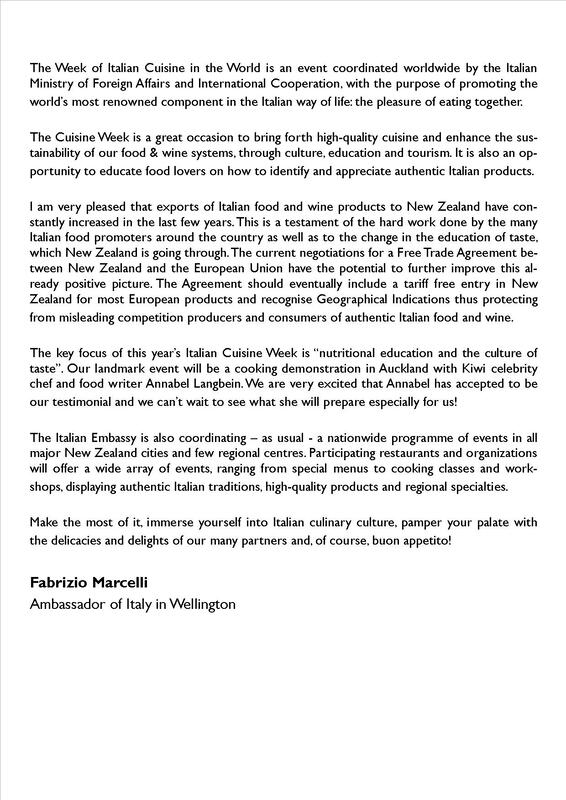 The Week of Italian Cuisine in the World is an event coordinated worldwide by the Italian
Ministry of Foreign Affairs and International Cooperation, with the purpose of promoting the
world's most renowned component in the Italian way of life: the pleasure of eating together.
The Cuisine Week is a great occasion to bring forth high-quality cuisine and enhance the sus-
tainability of our food & wine systems, through culture, education and tourism. It is also an op-
portunity to educate food lovers on how to identify and appreciate authentic Italian products.
I am very pleased that exports of Italian food and wine products to New Zealand have con-
stantly increased in the last few years. This is a testament of the hard work done by the many
Italian food promoters around the country as well as to the change in the education of taste,
which New Zealand is going through. The current negotiations for a Free Trade Agreement be-
tween New Zealand and the European Union have the potential to further improve this al-
ready positive picture. The Agreement should eventually include a tariff free entry in New
Zealand for most European products and recognise Geographical Indications thus protecting
from misleading competition producers and consumers of authentic Italian food and wine.
The key focus of this year's Italian Cuisine Week is “nutritional education and the culture of
taste”. Our landmark event will be a cooking demonstration in Auckland with Kiwi celebrity
chef and food writer Annabel Langbein. We are very excited that Annabel has accepted to be
our testimonial and we can't wait to see what she will prepare especially for us!
The Italian Embassy is also coordinating – as usual - a nationwide programme of events in all
major New Zealand cities and few regional centres. Participating restaurants and organizations
will offer a wide array of events, ranging from special menus to cooking classes and work-
shops, displaying authentic Italian traditions, high-quality products and regional specialties.
Make the most of it, immerse yourself into Italian culinary culture, pamper your palate with
the delicacies and delights of our many partners and, of course, buon appetito!
Fabrizio Marcelli
Ambassador of Italy in Wellington